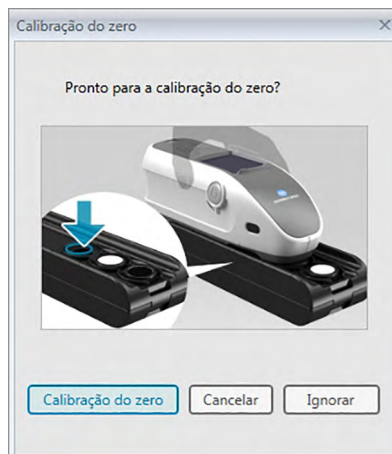 Calibração do zero
Pronto para a calibração do zero?
Calibração do zero
Cancelar
Ignorar